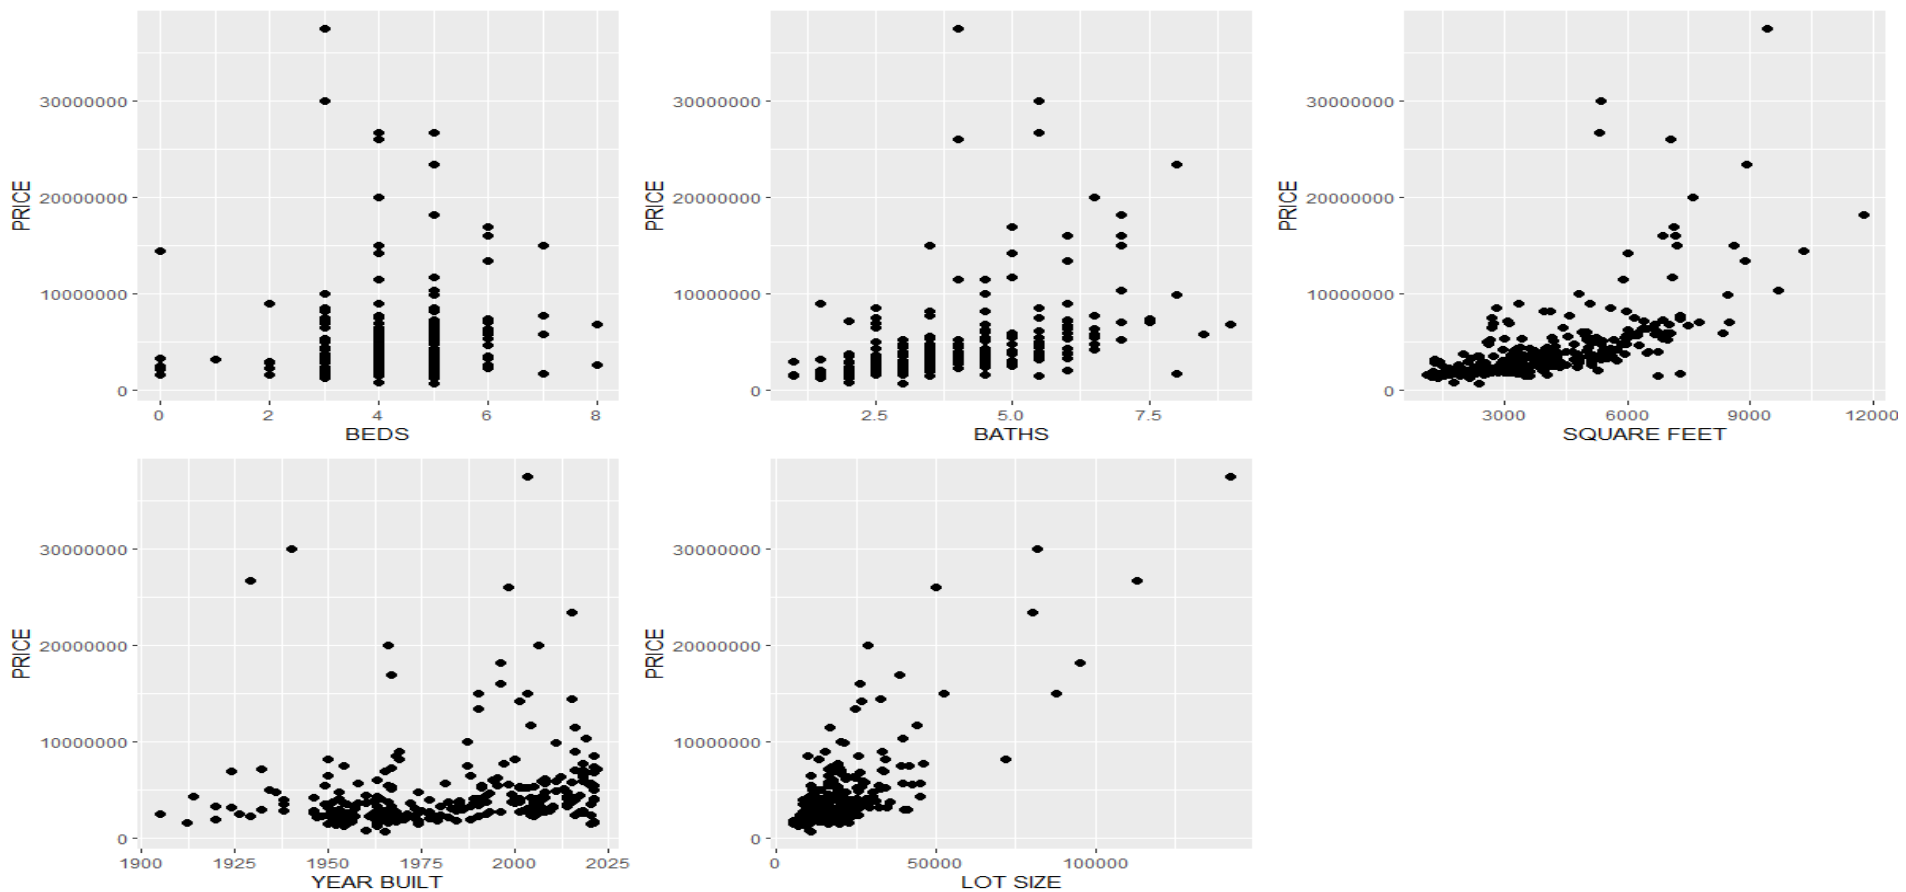 PRICE
30000000
20000000
10000000
0
0 2 4 6 8
BEDS
PRICE
30000000
20000000
10000000
0
2.5 5.0 7.5
BATHS
PRICE
30000000
20000000
10000000
0
3000 6000 9000 12000
SQUARE FEET
PRICE
30000000
20000000
10000000
0
1900 1925 1950 1975 2000 2025
YEAR BUILT
PRICE
30000000
20000000
10000000
0
0 50000 100000
LOT SIZE